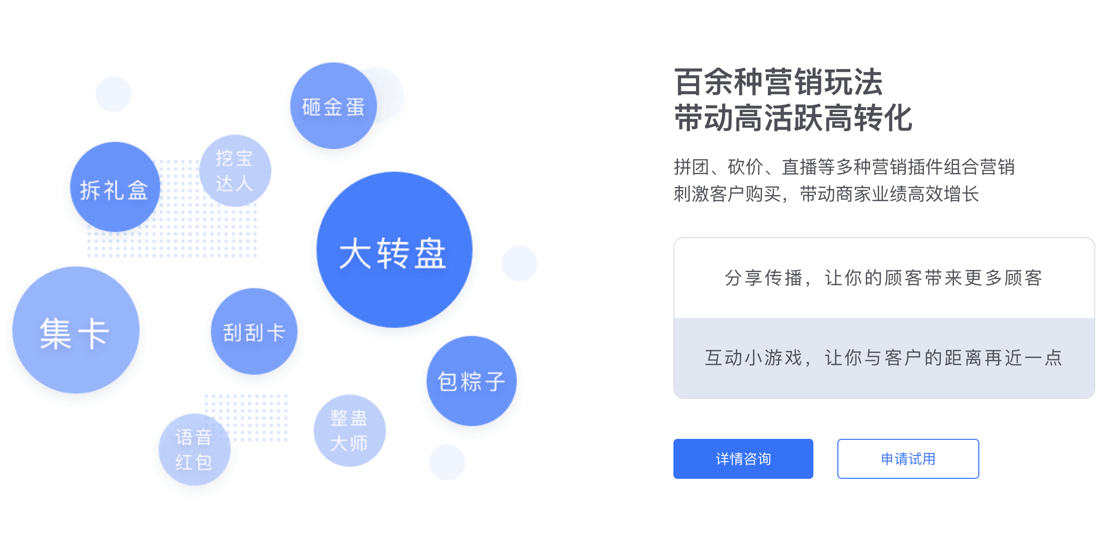 砸金蛋
挖宝
达人
拆礼盒
大转盘
集卡
刮刮卡
包粽子
整蛊
大师
语音
红包
百余种营销玩法
带动高活跃高转化
拼团、砍价、直播等多种营销插件组合营销
刺激客户购买，带动商家业绩高效增长
分享传播，让你的顾客带来更多顾客
互动小游戏，让你与客户的距离再近一点
详情咨询
申请试用